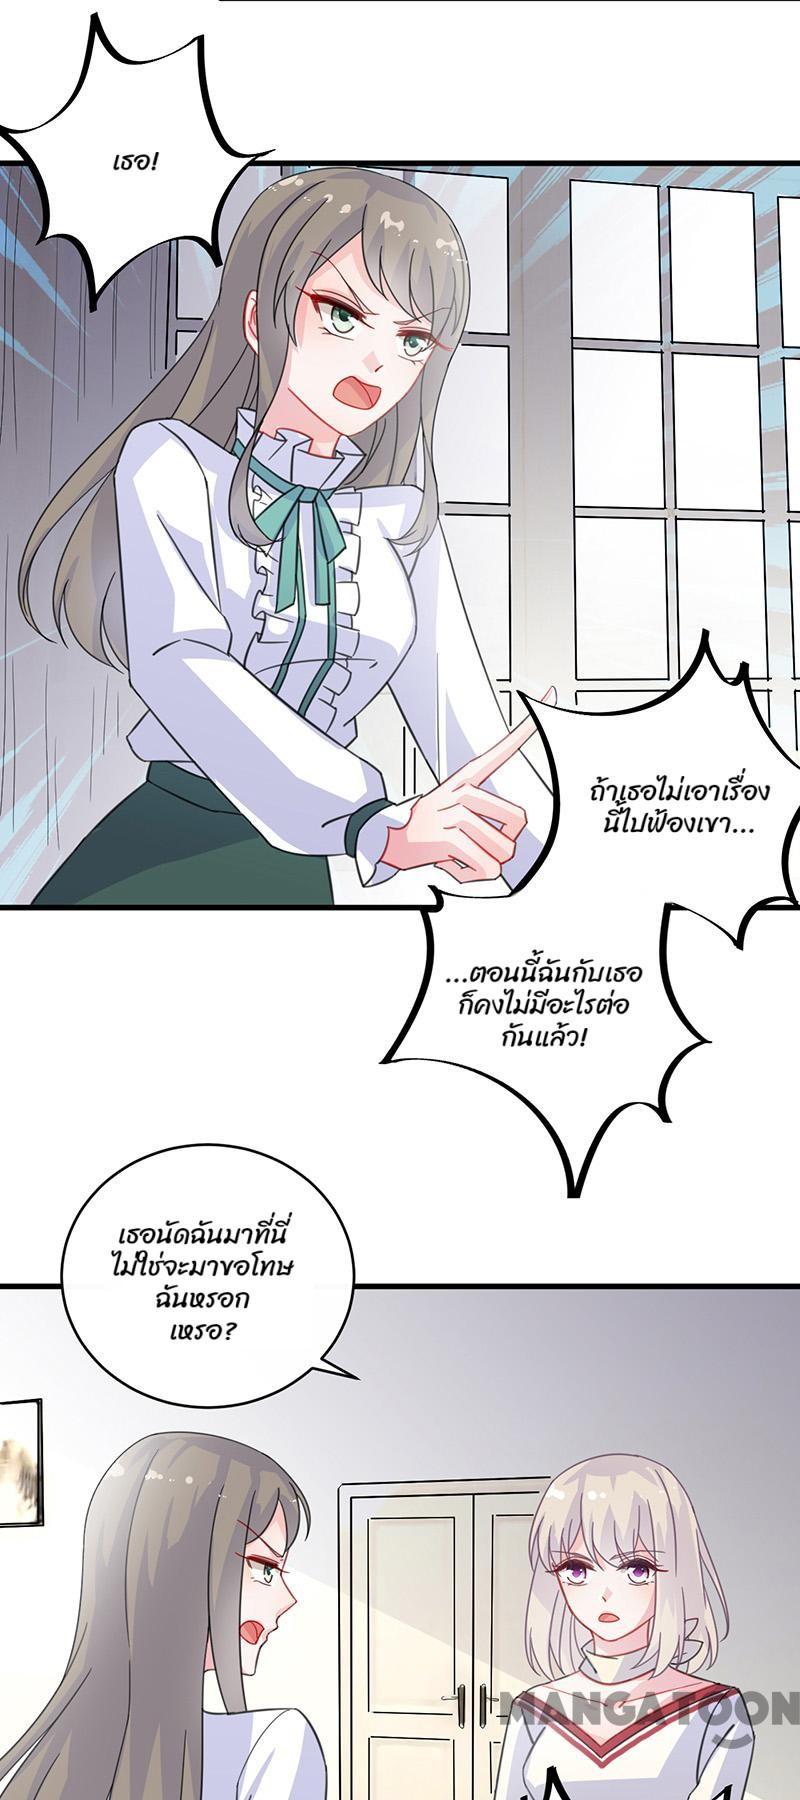 เธอ!
ถ้าเธอไม่เอาเรื่อง
นี้ไปฟ้องเขา...
...ตอนนี้ฉันกับเธอ
ก็คงไม่มีอะไรต่อ
กันแล้ว!
เธอนัดฉันมาที่นี่
ไม่ใช่จะมาขอโทษ
ฉันหรอก
เหรอ?
MANGATOON